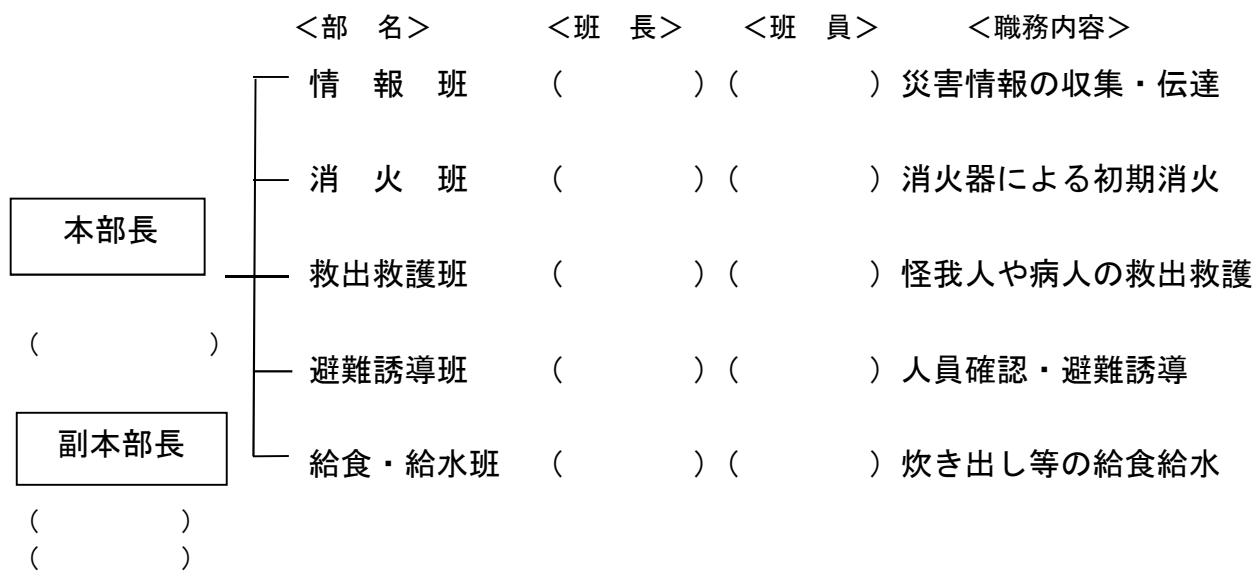 ＜部　名＞　＜班　長＞　＜班　員＞　＜職務内容＞
情　報　班　（　　　）（　　　）災害情報の収集・伝達
消　火　班　（　　　）（　　　）消火器による初期消火
本部長
救出救護班　（　　　）（　　　）怪我人や病人の救出救護
（　　　）
避難誘導班　（　　　）（　　　）人員確認・避難誘導
副本部長
給食・給水班　（　　　）（　　　）炊き出し等の給食給水
（　　　）
（　　　）